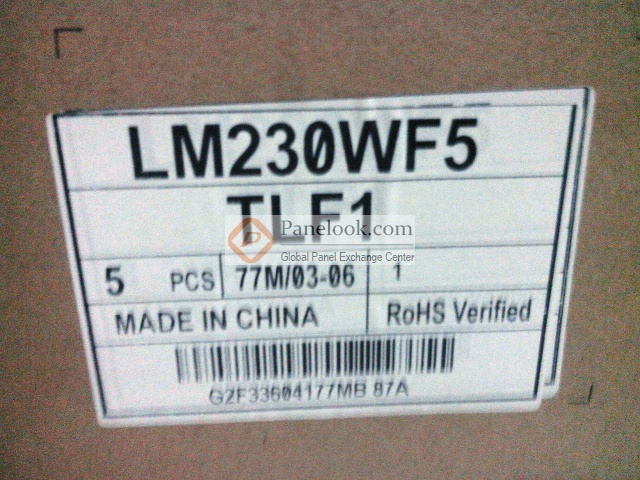 LM230WF5
TLF1
Panelook.com
Global Panel Exchange Center
5 PCS 77M/03-06 1
MADE IN CHINA RoHS Verified
G2F33604177MB 87A